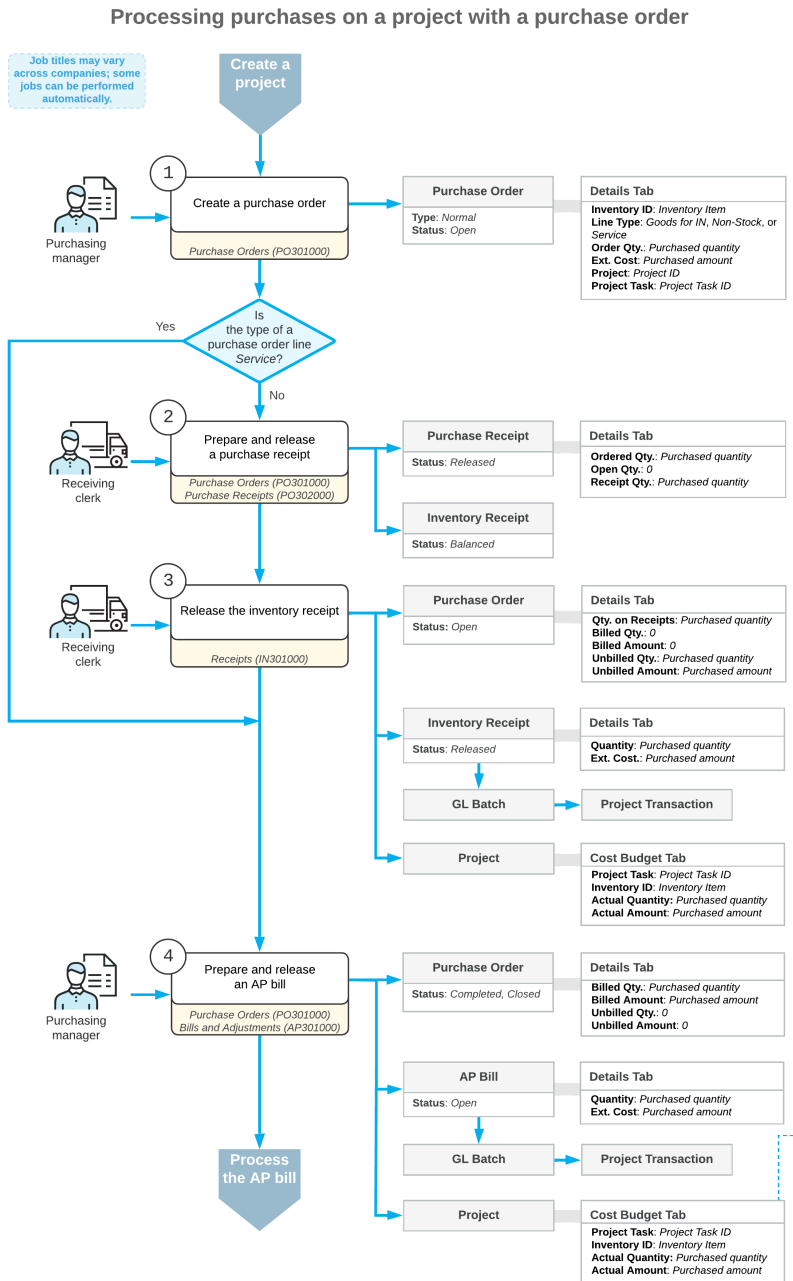 Processing purchases on a project with a purchase order
Job titles may vary
across companies; some
jobs can be performed
automatically.
Create a
project
1
Create a purchase order
Purchase Orders (PO301000)
Purchasing
manager
Purchase Order
Type: Normal
Status: Open
Details Tab
Inventory ID: Inventory Item
Line Type: Goods for IN, Non-Stock, or
Service
Order Qty.: Purchased quantity
Ext. Cost: Purchased amount
Project: Project ID
Project Task: Project Task ID
Is
the type of a
purchase order line
Service?
Yes
No
2
Prepare and release
a purchase receipt
Purchase Orders (PO301000)
Purchase Receipts (PO302000)
Receiving
clerk
Purchase Receipt
Status: Released
Details Tab
Ordered Qty.: Purchased quantity
Open Qty.: 0
Receipt Qty.: Purchased quantity
Inventory Receipt
Status: Balanced
3
Release the inventory receipt
Receipts (IN301000)
Receiving
clerk
Purchase Order
Status: Open
Details Tab
Qty. on Receipts: Purchased quantity
Billed Qty.: 0
Billed Amount: 0
Unbilled Qty.: Purchased quantity
Unbilled Amount: Purchased amount
Inventory Receipt
Status: Released
Details Tab
Quantity: Purchased quantity
Ext. Cost.: Purchased amount
GL Batch
Project Transaction
Project
Cost Budget Tab
Project Task: Project Task ID
Inventory ID: Inventory Item
Actual Quantity: Purchased quantity
Actual Amount: Purchased amount
4
Prepare and release
an AP bill
Purchase Orders (PO301000)
Bills and Adjustments (AP301000)
Purchasing
manager
Purchase Order
Status: Completed, Closed
Details Tab
Billed Qty.: Purchased quantity
Billed Amount: Purchased amount
Unbilled Qty.: 0
Unbilled Amount: 0
AP Bill
Status: Open
Details Tab
Quantity: Purchased quantity
Ext. Cost: Purchased amount
GL Batch
Project Transaction
Process
the AP bill
Project
Cost Budget Tab
Project Task: Project Task ID
Inventory ID: Inventory Item
Actual Quantity: Purchased quantity
Actual Amount: Purchased amount